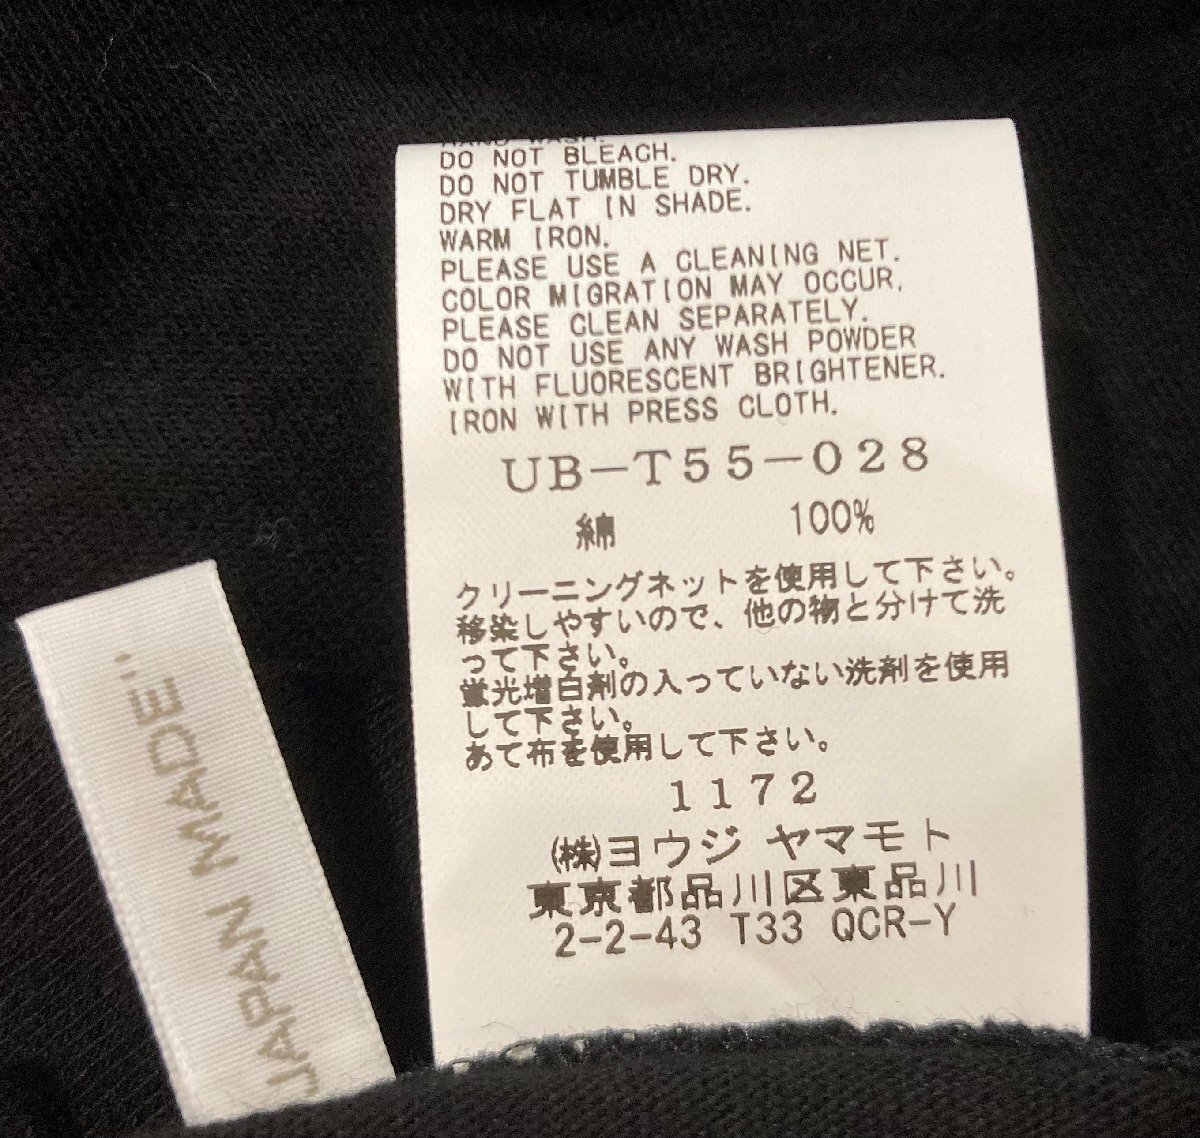 HAND WASH.
DO NOT BLEACH.
DO NOT TUMBLE DRY.
DRY FLAT IN SHADE.
WARM IRON.
PLEASE USE A CLEANING NET.
COLOR MIGRATION MAY OCCUR,
PLEASE CLEAN SEPARATELY.
DO NOT USE ANY WASH POWDER
WITH FLUORESCENT BRIGHTENER.
IRON WITH PRESS CLOTH.
UB-T55-028
綿 100%
クリーニングネットを使用して下さい。
移染しやすいので、他の物と分けて洗
って下さい。
蛍光増白剤の入っていない洗剤を使用
して下さい。
あて布を使用して下さい。
1172
(株)ヨウジ ヤマモト
東京都品川区東品川
2-2-43 T33 QCR-Y
JAPAN MADE"